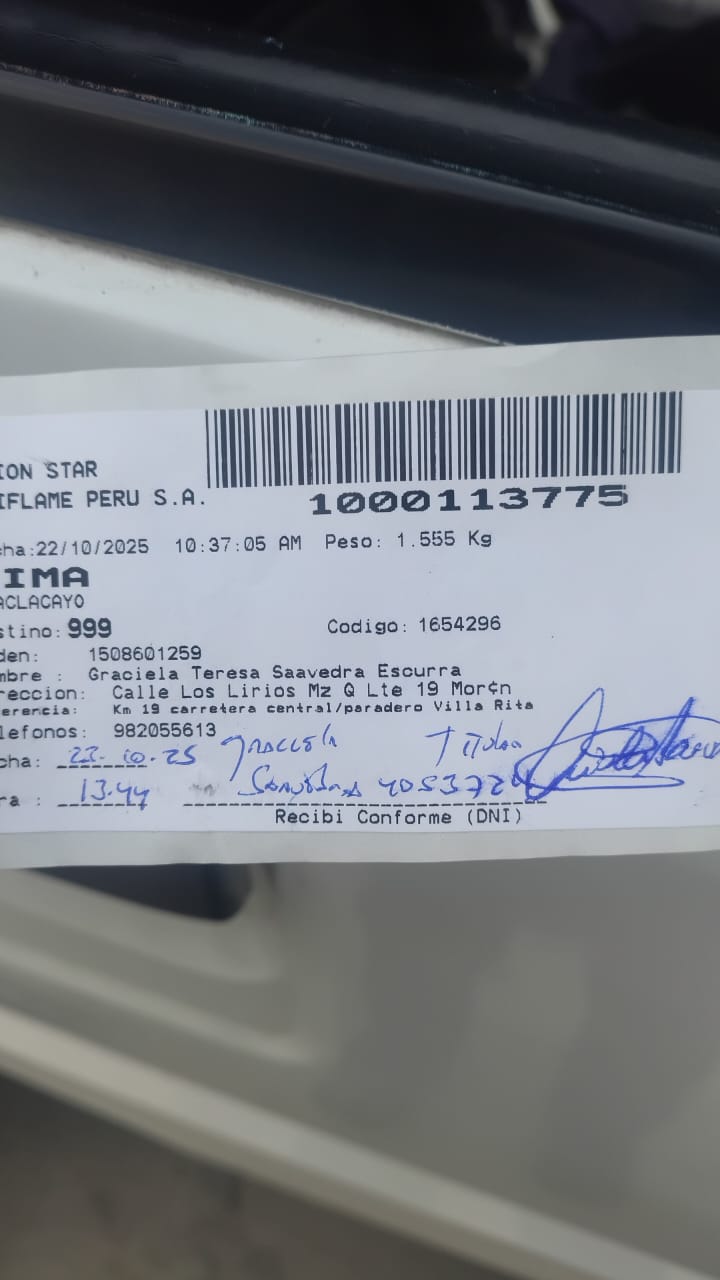 ION STAR
IFLAME PERU S.A.
1000113775
cha:22/10/2025 10:37:05 AM Peso: 1.555 Kg
IMA
ACLACAYO
stino: 999 Codigo: 1654296
den: 1508601259
mbre : Graciela Teresa Saavedra Escurra
reccion: Calle Los Lirios Mz Q Lte 19 Mor¢n
erencia: Km 19 carretera central/paradero Villa Rita
lefonos: 982055613
cha: 23-10-25 Graciela Titular
ra : 13.44 Saavedra
Recibi Conforme (DNI)